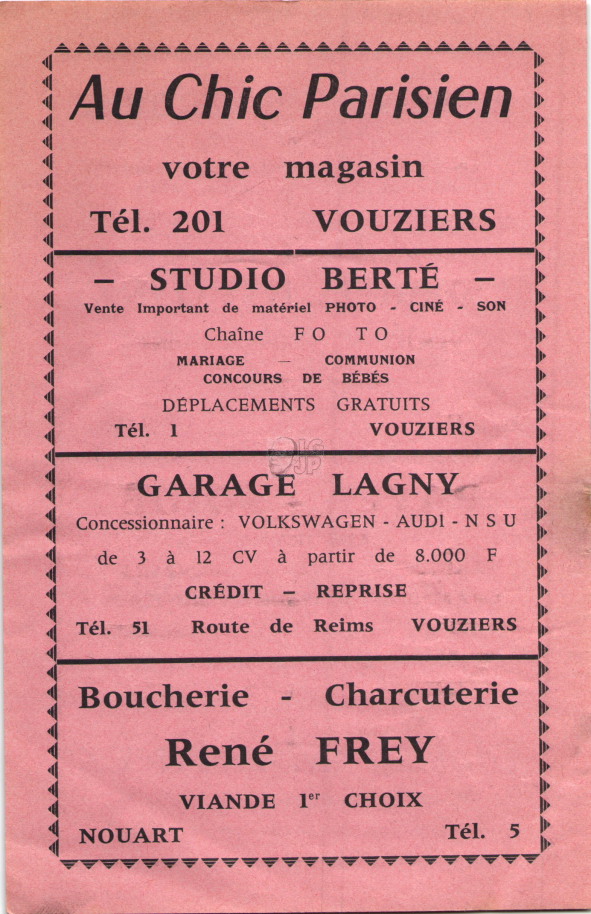 Au Chic Parisien
votre magasin
Tél. 201 VOUZIERS
– STUDIO BERTÉ –
Vente Important de matériel PHOTO - CINÉ - SON
Chaîne FO TO
MARIAGE — COMMUNION
CONCOURS DE BÉBÉS
DÉPLACEMENTS GRATUITS
Tél. 1 VOUZIERS
GARAGE LAGNY
Concessionnaire : VOLKSWAGEN - AUDI - N S U
de 3 à 12 CV à partir de 8.000 F
CRÉDIT – REPRISE
Tél. 51 Route de Reims VOUZIERS
Boucherie - Charcuterie
René FREY
VIANDE 1er CHOIX
NOUART Tél. 5